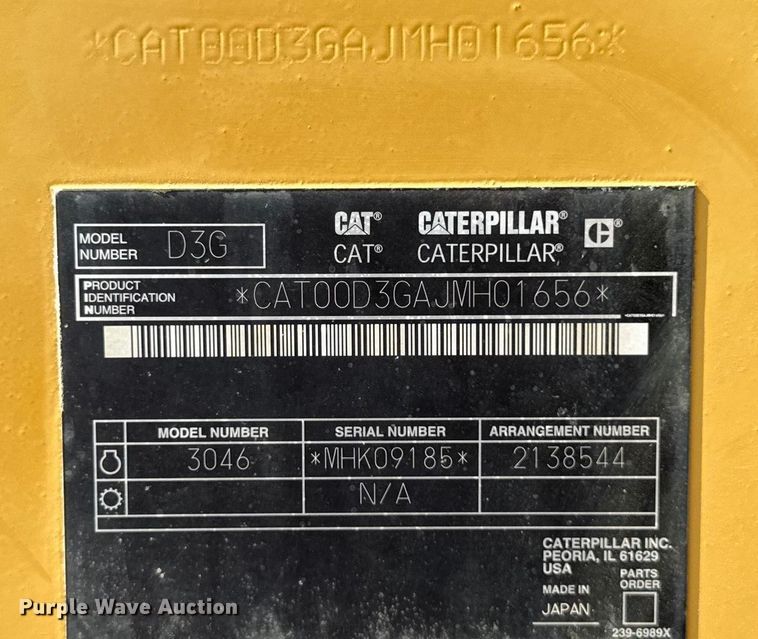 *CAT00D3GAJMH01656*
MODEL NUMBER D3G CAT® CATERPILLAR® C®
CAT® CATERPILLAR®
PRODUCT IDENTIFICATION NUMBER *CAT00D3GAJMH01656*
*CAT00D3GAJMH01656*
MODEL NUMBER SERIAL NUMBER ARRANGEMENT NUMBER
3046 *MHK09185* 2138544
N/A
CATERPILLAR INC.
PEORIA, IL 61629
USA
PARTS ORDER
MADE IN
JAPAN
239-6989X
Purple Wave Auction